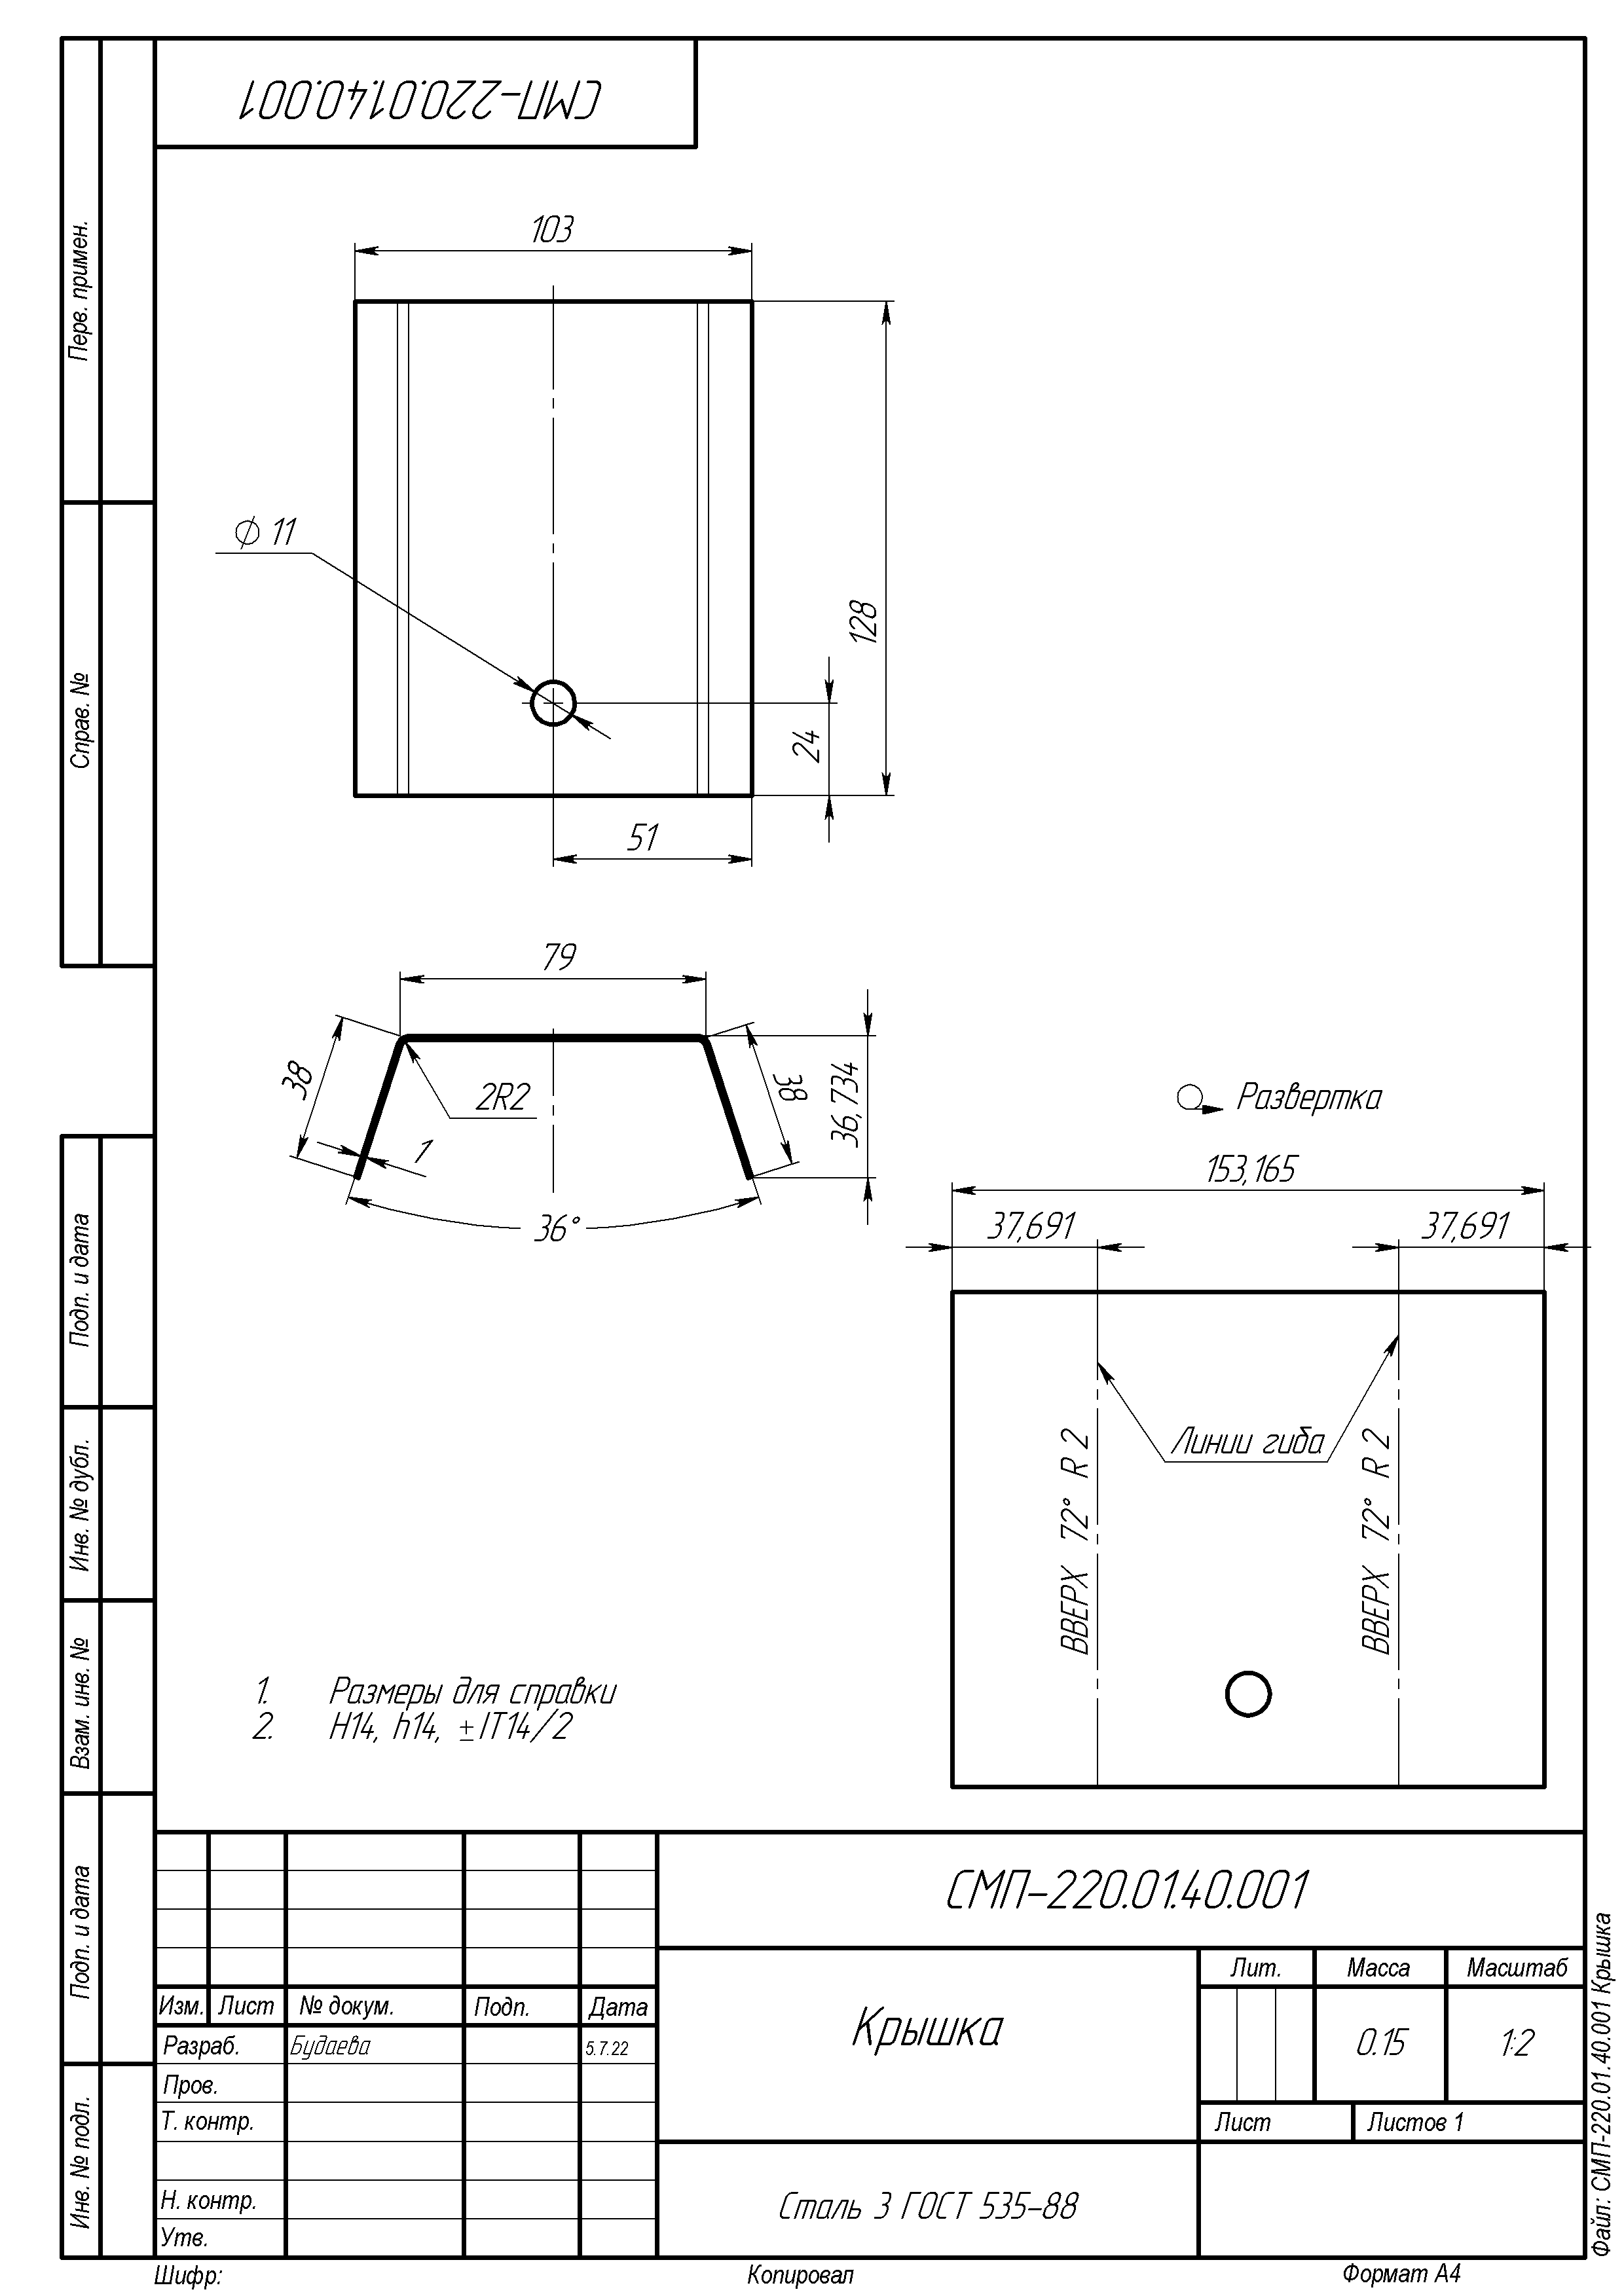 СМП-220.01.40.001
Перв. примен.
Справ. №
103
⌀ 11
128
24
51
79
38
2R2
38
36,734
1
36°
Развертка
153,165
37,691
37,691
Линии гиба
ВВЕРХ 72° R 2
ВВЕРХ 72° R 2
Подп. и дата
Инв. № дубл.
Взам. инв. №
Подп. и дата
Инв. № подл.
1. Размеры для справки
2. H14, h14, ±IT14/2
СМП-220.01.40.001
Изм. Лист № докум. Подп. Дата
Разраб. Будаева 5.7.22
Пров.
Т. контр.
Н. контр.
Утв.
Крышка
Лит. Масса Масштаб
0.15 1:2
Лист Листов 1
Сталь 3 ГОСТ 535-88
Шифр: Копировал Формат А4
Файл: СМП-220.01.40.001 Крышка